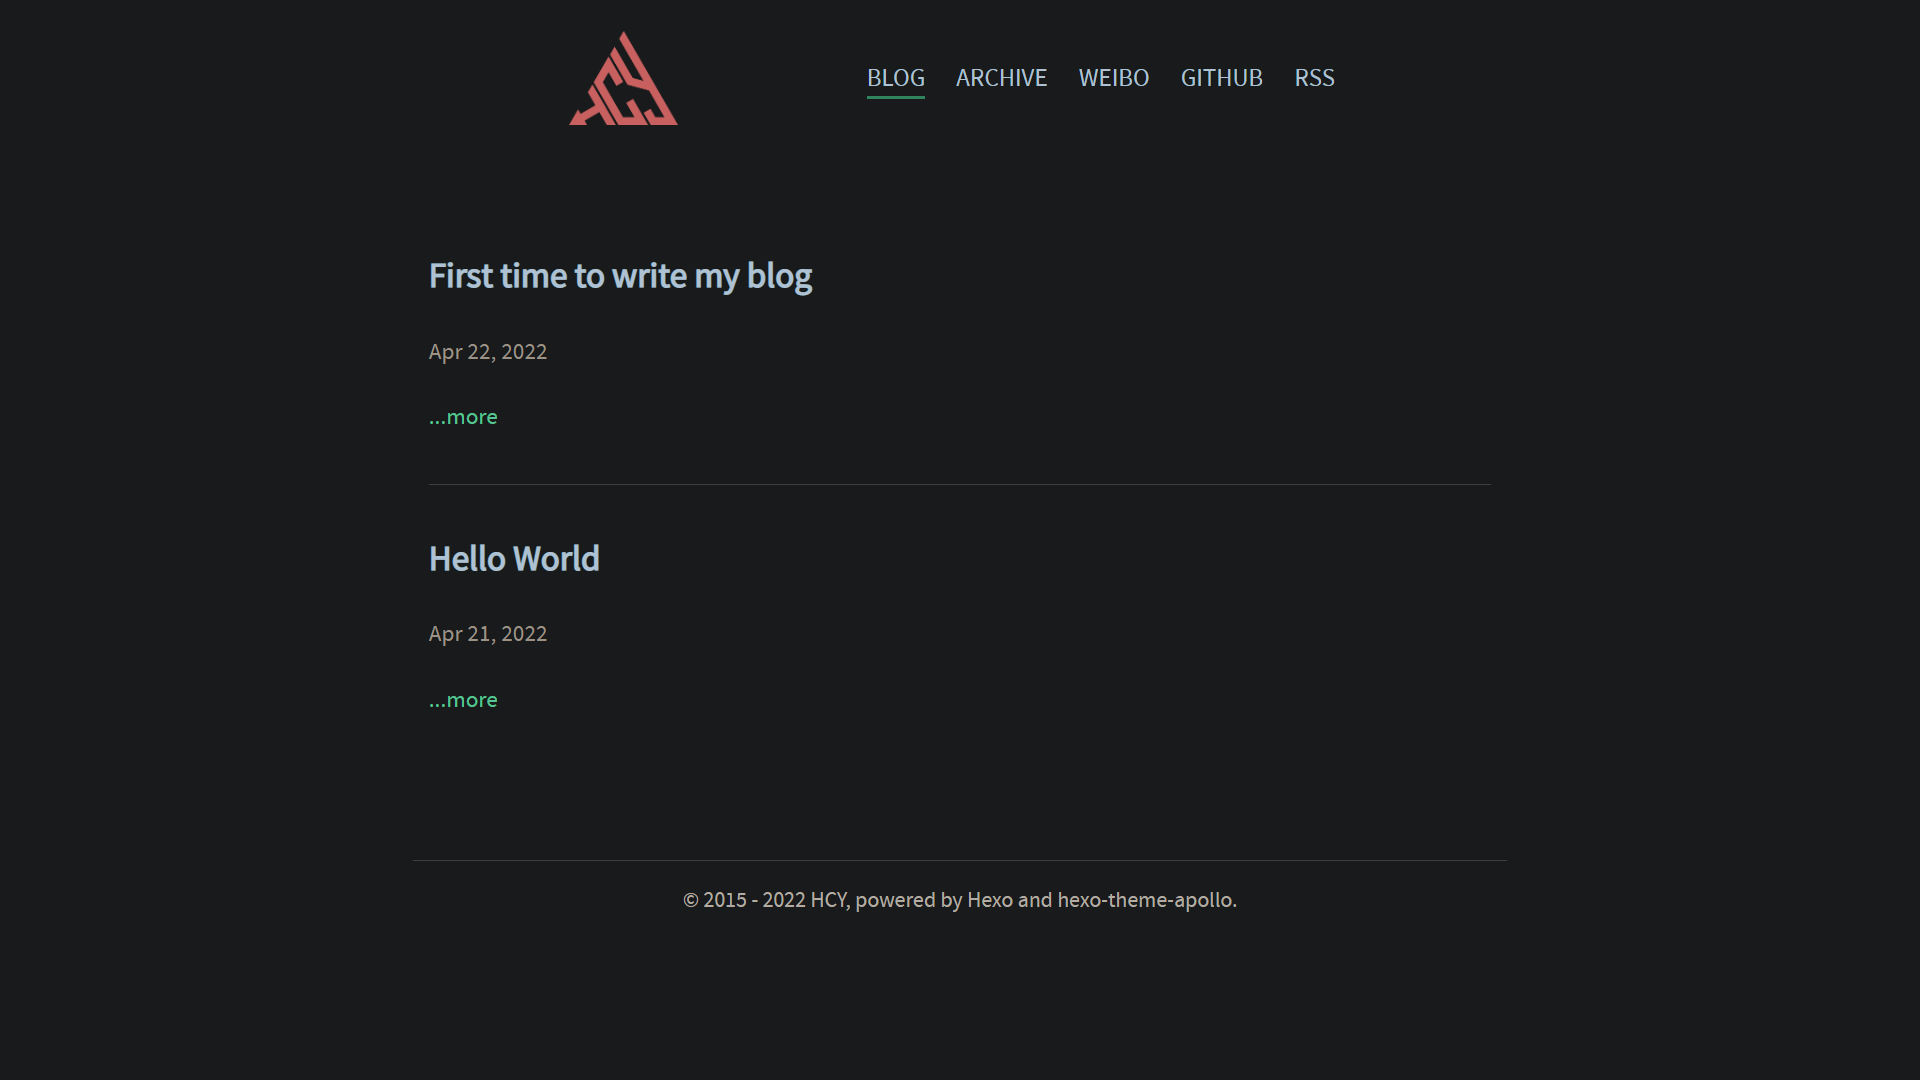 BLOG ARCHIVE WEIBO GITHUB RSS
First time to write my blog
Apr 22, 2022
...more
Hello World
Apr 21, 2022
...more
© 2015 - 2022 HCY, powered by Hexo and hexo-theme-apollo.